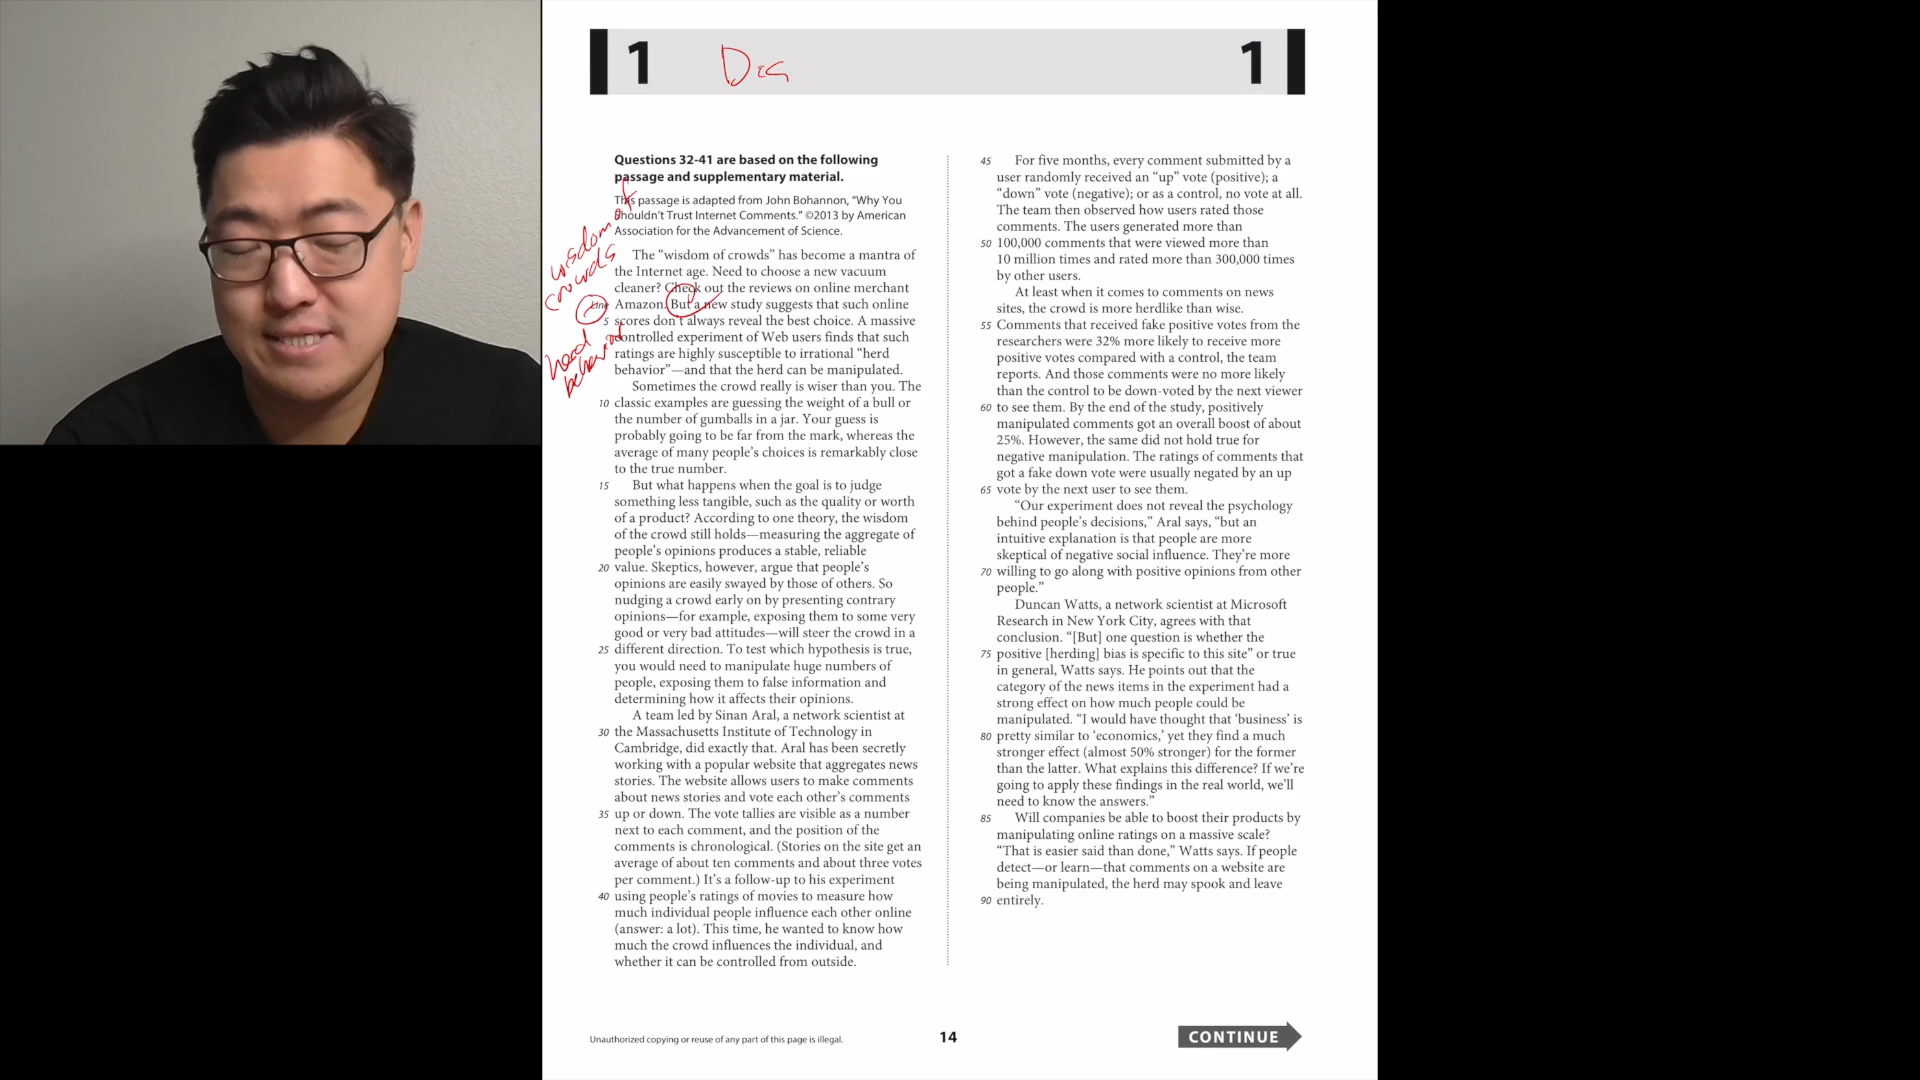 1
1
Questions 32-41 are based on the following
passage and supplementary material.
This passage is adapted from John Bohannon, “Why You
Shouldn’t Trust Internet Comments.” ©2013 by American
Association for the Advancement of Science.
wisdom of
crowds
herd
behavior
The “wisdom of crowds” has become a mantra of
the Internet age. Need to choose a new vacuum
cleaner? Check out the reviews on online merchant
Line Amazon. But a new study suggests that such online
5 scores don’t always reveal the best choice. A massive
controlled experiment of Web users finds that such
ratings are highly susceptible to irrational “herd
behavior”—and that the herd can be manipulated.
Sometimes the crowd really is wiser than you. The
10 classic examples are guessing the weight of a bull or
the number of gumballs in a jar. Your guess is
probably going to be far from the mark, whereas the
average of many people’s choices is remarkably close
to the true number.
15 But what happens when the goal is to judge
something less tangible, such as the quality or worth
of a product? According to one theory, the wisdom
of the crowd still holds—measuring the aggregate of
people’s opinions produces a stable, reliable
20 value. Skeptics, however, argue that people’s
opinions are easily swayed by those of others. So
nudging a crowd early on by presenting contrary
opinions—for example, exposing them to some very
good or very bad attitudes—will steer the crowd in a
25 different direction. To test which hypothesis is true,
you would need to manipulate huge numbers of
people, exposing them to false information and
determining how it affects their opinions.
A team led by Sinan Aral, a network scientist at
30 the Massachusetts Institute of Technology in
Cambridge, did exactly that. Aral has been secretly
working with a popular website that aggregates news
stories. The website allows users to make comments
about news stories and vote each other’s comments
35 up or down. The vote tallies are visible as a number
next to each comment, and the position of the
comments is chronological. (Stories on the site get an
average of about ten comments and about three votes
per comment.) It’s a follow-up to his experiment
40 using people’s ratings of movies to measure how
much individual people influence each other online
(answer: a lot). This time, he wanted to know how
much the crowd influences the individual, and
whether it can be controlled from outside.
45 For five months, every comment submitted by a
user randomly received an “up” vote (positive); a
“down” vote (negative); or as a control, no vote at all.
The team then observed how users rated those
comments. The users generated more than
50 100,000 comments that were viewed more than
10 million times and rated more than 300,000 times
by other users.
At least when it comes to comments on news
sites, the crowd is more herdlike than wise.
55 Comments that received fake positive votes from the
researchers were 32% more likely to receive more
positive votes compared with a control, the team
reports. And those comments were no more likely
than the control to be down-voted by the next viewer
60 to see them. By the end of the study, positively
manipulated comments got an overall boost of about
25%. However, the same did not hold true for
negative manipulation. The ratings of comments that
got a fake down vote were usually negated by an up
65 vote by the next user to see them.
“Our experiment does not reveal the psychology
behind people’s decisions,” Aral says, “but an
intuitive explanation is that people are more
skeptical of negative social influence. They’re more
70 willing to go along with positive opinions from other
people.”
Duncan Watts, a network scientist at Microsoft
Research in New York City, agrees with that
conclusion. “[But] one question is whether the
75 positive [herding] bias is specific to this site” or true
in general, Watts says. He points out that the
category of the news items in the experiment had a
strong effect on how much people could be
manipulated. “I would have thought that ‘business’ is
80 pretty similar to ‘economics,’ yet they find a much
stronger effect (almost 50% stronger) for the former
than the latter. What explains this difference? If we’re
going to apply these findings in the real world, we’ll
need to know the answers.”
85 Will companies be able to boost their products by
manipulating online ratings on a massive scale?
“That is easier said than done,” Watts says. If people
detect—or learn—that comments on a website are
being manipulated, the herd may spook and leave
90 entirely.
Unauthorized copying or reuse of any part of this page is illegal.
14
CONTINUE